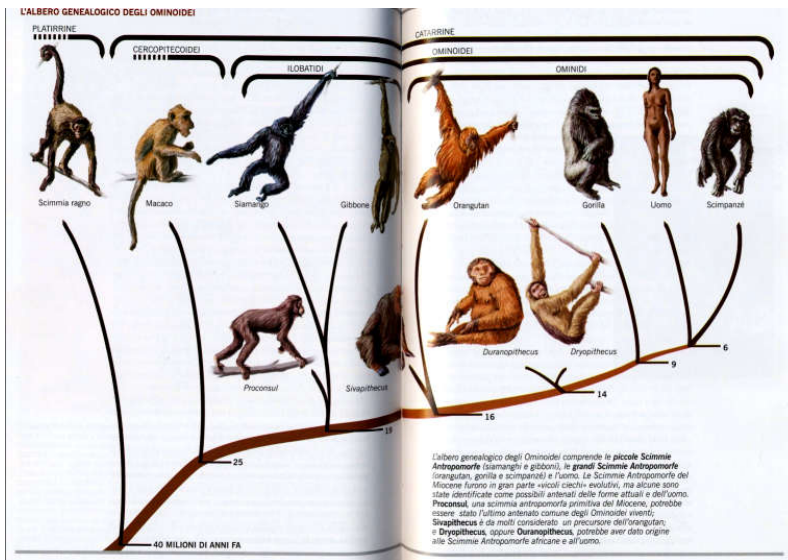 L'ALBERO GENEALOGICO DEGLI OMINOIDEI
PLATIRRINE
CATARRINE
CERCOPITECOIDEI
OMINOIDEI
ILOBATIDI
OMINIDI
Scimmia ragno
Macaco
Siamango
Gibbone
Orangutan
Gorilla
Uomo
Scimpanzé
Proconsul
Sivapithecus
Duranopithecus
Dryopithecus
6
9
14
16
19
25
40 MILIONI DI ANNI FA
L'albero genealogico degli Ominoidei comprende le piccole Scimmie
Antropomorfe (siamanghi e gibboni), le grandi Scimmie Antropomorfe
(orangutan, gorilla e scimpanzé) e l'uomo. Le Scimmie Antropomorfe del
Miocene furono in gran parte «vicoli ciechi» evolutivi, ma alcune sono
state identificate come possibili antenati delle forme attuali e dell'uomo.
Proconsul, una scimmia antropomorfa primitiva del Miocene, potrebbe
essere stato l'ultimo antenato comune degli Ominoidei viventi;
Sivapithecus è da molti considerato un precursore dell'orangutan;
e Dryopithecus, oppure Ouranopithecus, potrebbe aver dato origine
alle Scimmie Antropomorfe africane e all'uomo.